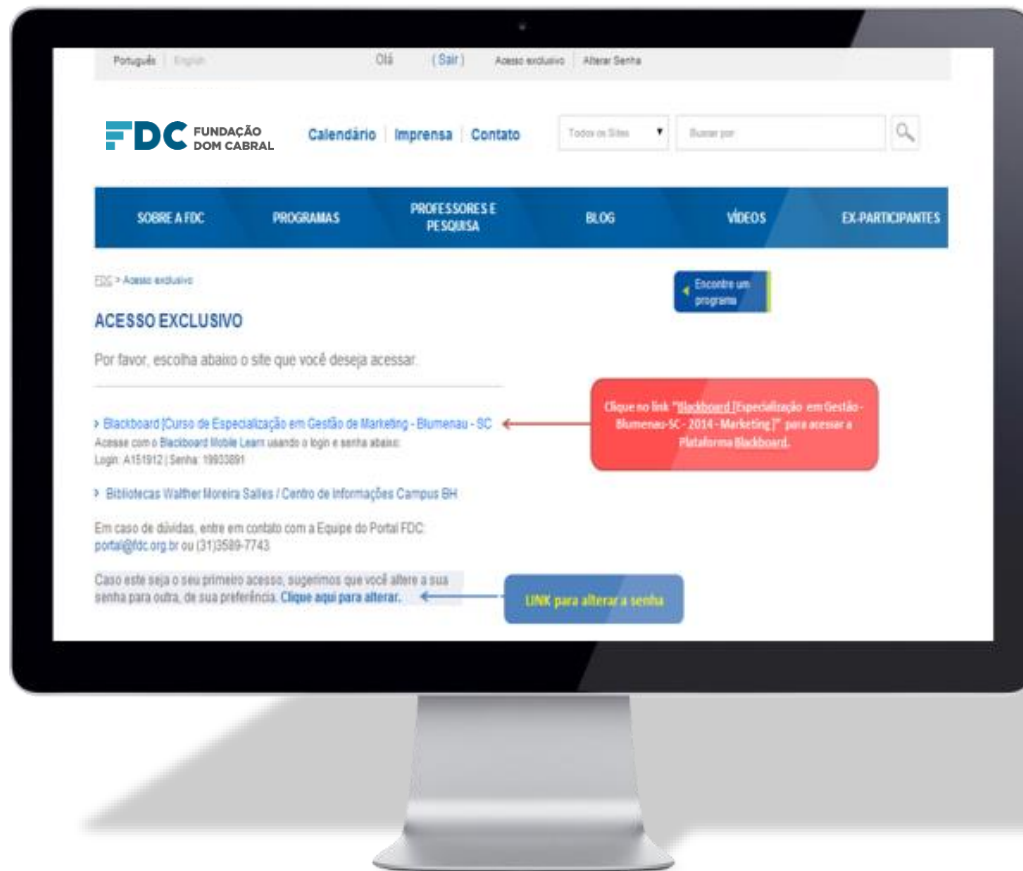 Português | English Olá ( Sair ) Acesso exclusivo | Alterar Senha
FDC FUNDAÇÃO DOM CABRAL
Calendário | Imprensa | Contato
Todos os Sites
Buscar por
SOBRE A FDC PROGRAMAS PROFESSORES E PESQUISA BLOG VÍDEOS EX-PARTICIPANTES
FDC > Acesso exclusivo
Encontre um
programa
ACESSO EXCLUSIVO
Por favor, escolha abaixo o site que você deseja acessar.
> Blackboard [Curso de Especialização em Gestão de Marketing - Blumenau - SC
Acesse com o Blackboard Mobile Learn usando o login e senha abaixo:
Login: A151912 | Senha: 19933891
Clique no link "Blackboard [Especialização em Gestão -
Blumenau-SC - 2014 - Marketing]" para acessar a
Plataforma Blackboard.
> Bibliotecas Walther Moreira Salles / Centro de Informações Campus BH
Em caso de dúvidas, entre em contato com a Equipe do Portal FDC:
portal@fdc.org.br ou (31)3589-7743
Caso este seja o seu primeiro acesso, sugerimos que você altere a sua
senha para outra, de sua preferência. Clique aqui para alterar.
LINK para alterar a senha